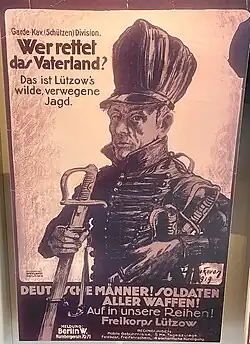 Garde-Kav. (Schützen) Division.
Wer rettet
das Vaterland?
Das ist Lützow's
wilde, verwegene
Jagd.
DEUTSCHE MÄNNER! SOLDATEN
ALLER WAFFEN!
Auf in unsere Reihen!
Freikorps Lützow
MELDUNG:
Berlin W.